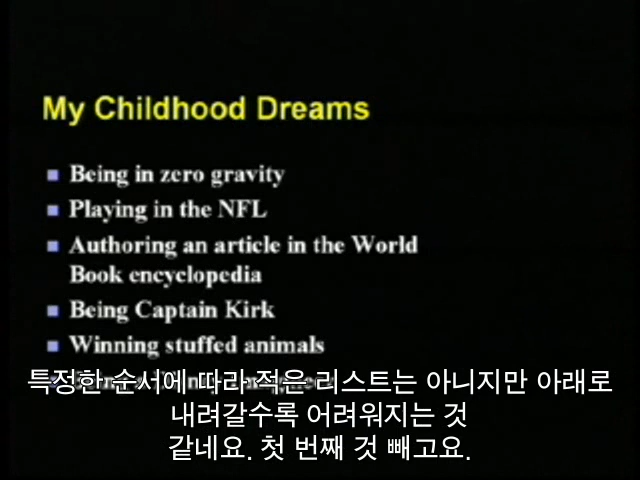 My Childhood Dreams
Being in zero gravity
Playing in the NFL
Authoring an article in the World
Book encyclopedia
Being Captain Kirk
Winning stuffed animals
특정한 순서에 따라 적은 리스트는 아니지만 아래로
내려갈수록 어려워지는 것
같네요. 첫 번째 것 빼고요.